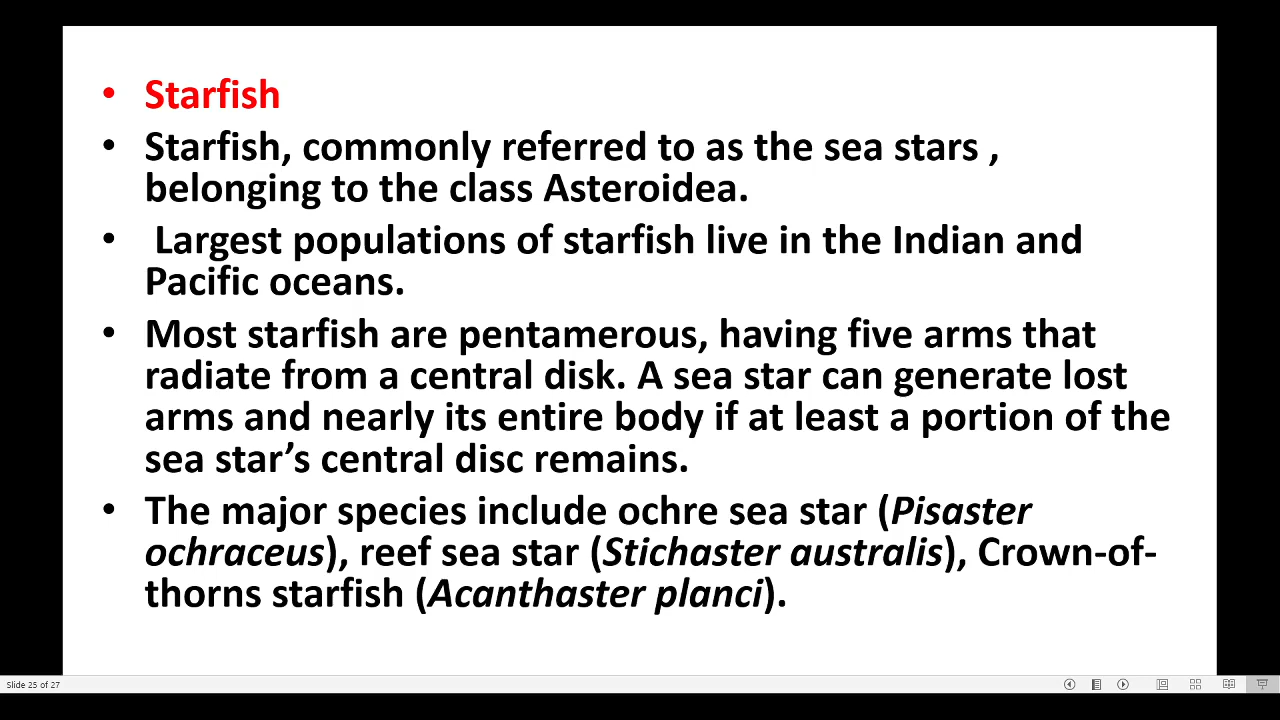 • Starfish
• Starfish, commonly referred to as the sea stars ,
belonging to the class Asteroidea.
• Largest populations of starfish live in the Indian and
Pacific oceans.
• Most starfish are pentamerous, having five arms that
radiate from a central disk. A sea star can generate lost
arms and nearly its entire body if at least a portion of the
sea star’s central disc remains.
• The major species include ochre sea star (Pisaster
ochraceus), reef sea star (Stichaster australis), Crown-of-
thorns starfish (Acanthaster planci).
Slide 25 of 27